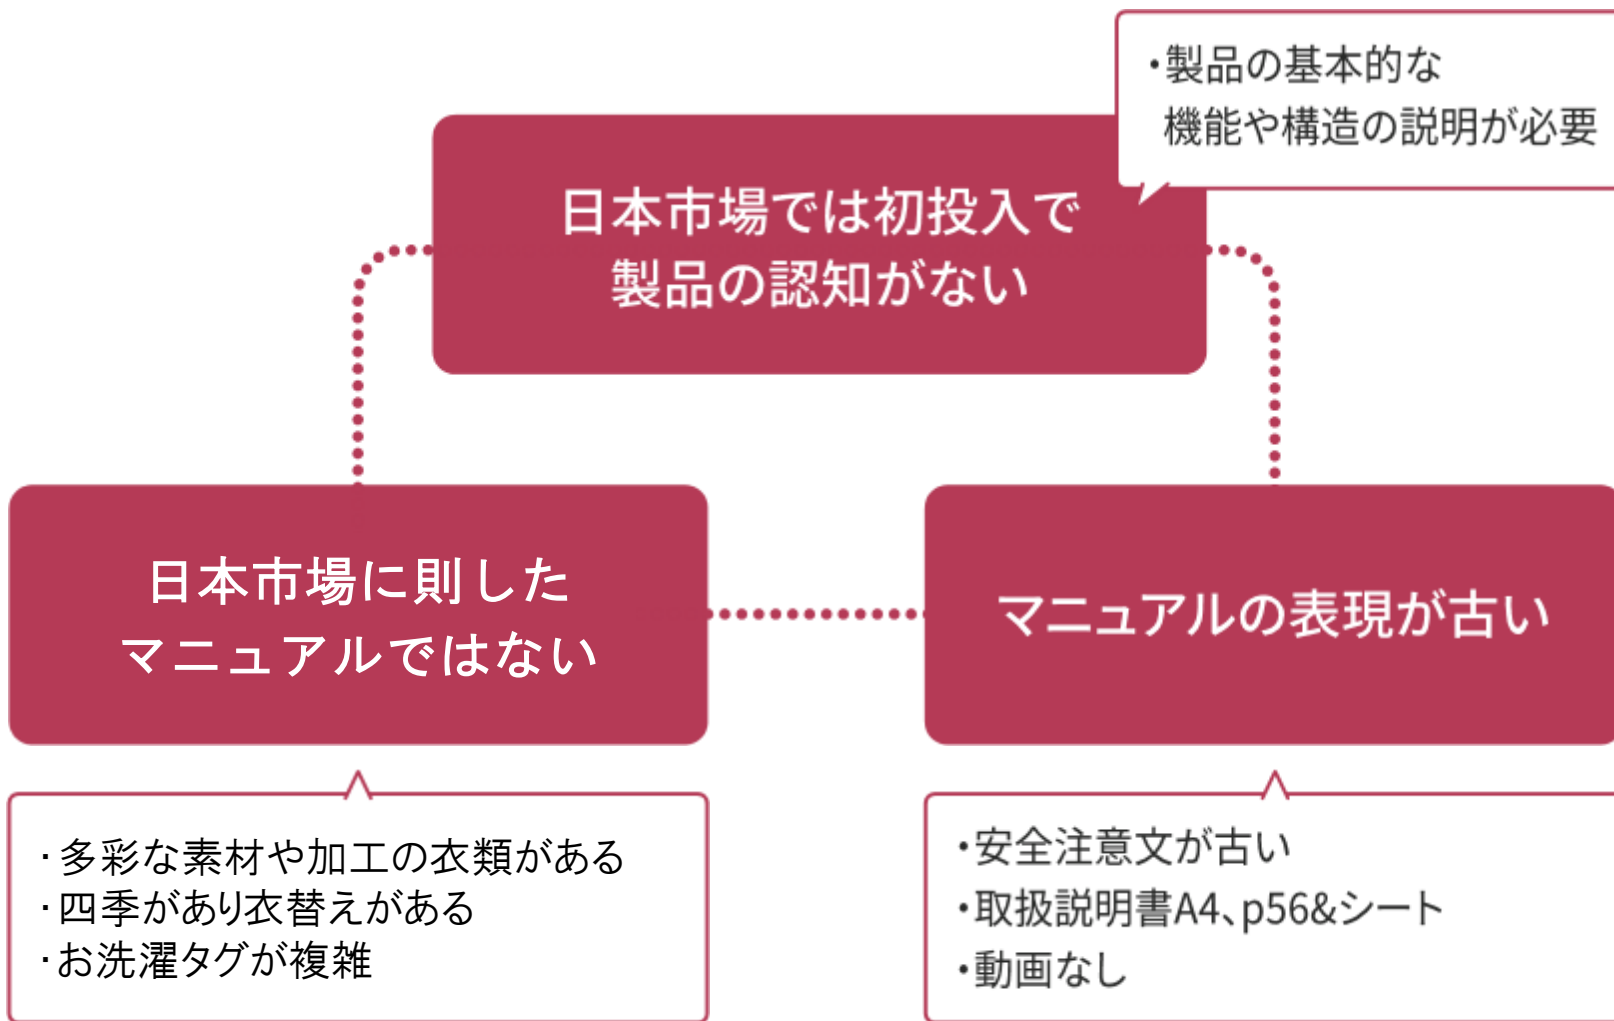 ・製品の基本的な
機能や構造の説明が必要
日本市場では初投入で
製品の認知がない
日本市場に則した
マニュアルではない
マニュアルの表現が古い
・多彩な素材や加工の衣類がある
・四季があり衣替えがある
・お洗濯タグが複雑
・安全注意文が古い
・取扱説明書A4、p56&シート
・動画なし